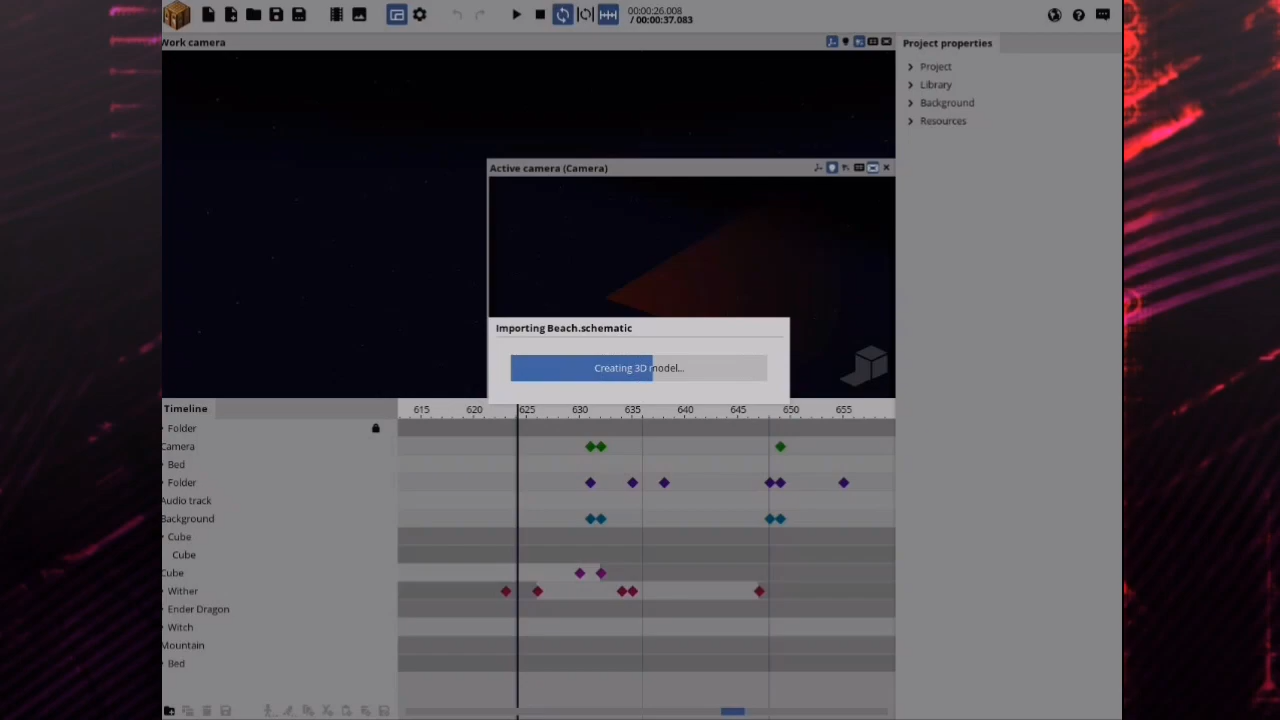 00:00:26.008
/ 00:00:37.083
Work camera
Project properties
Project
Library
Background
Resources
Active camera (Camera)
Importing Beach.schematic
Creating 3D model...
Timeline
615 620 625 630 635 640 645 650 655
Folder
Camera
Bed
Folder
Audio track
Background
Cube
Cube
Cube
Wither
Ender Dragon
Witch
Mountain
Bed